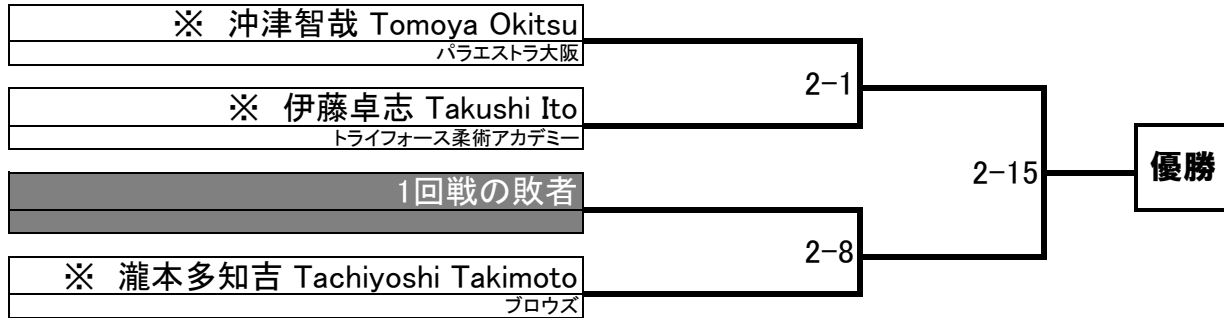 ※ 沖津智哉 Tomoya Okitsu
パラエストラ大阪
2-1
※ 伊藤卓志 Takushi Ito
トライフォース柔術アカデミー
2-15
優勝
1回戦の敗者
2-8
※ 瀧本多知吉 Tachiyoshi Takimoto
ブロウズ